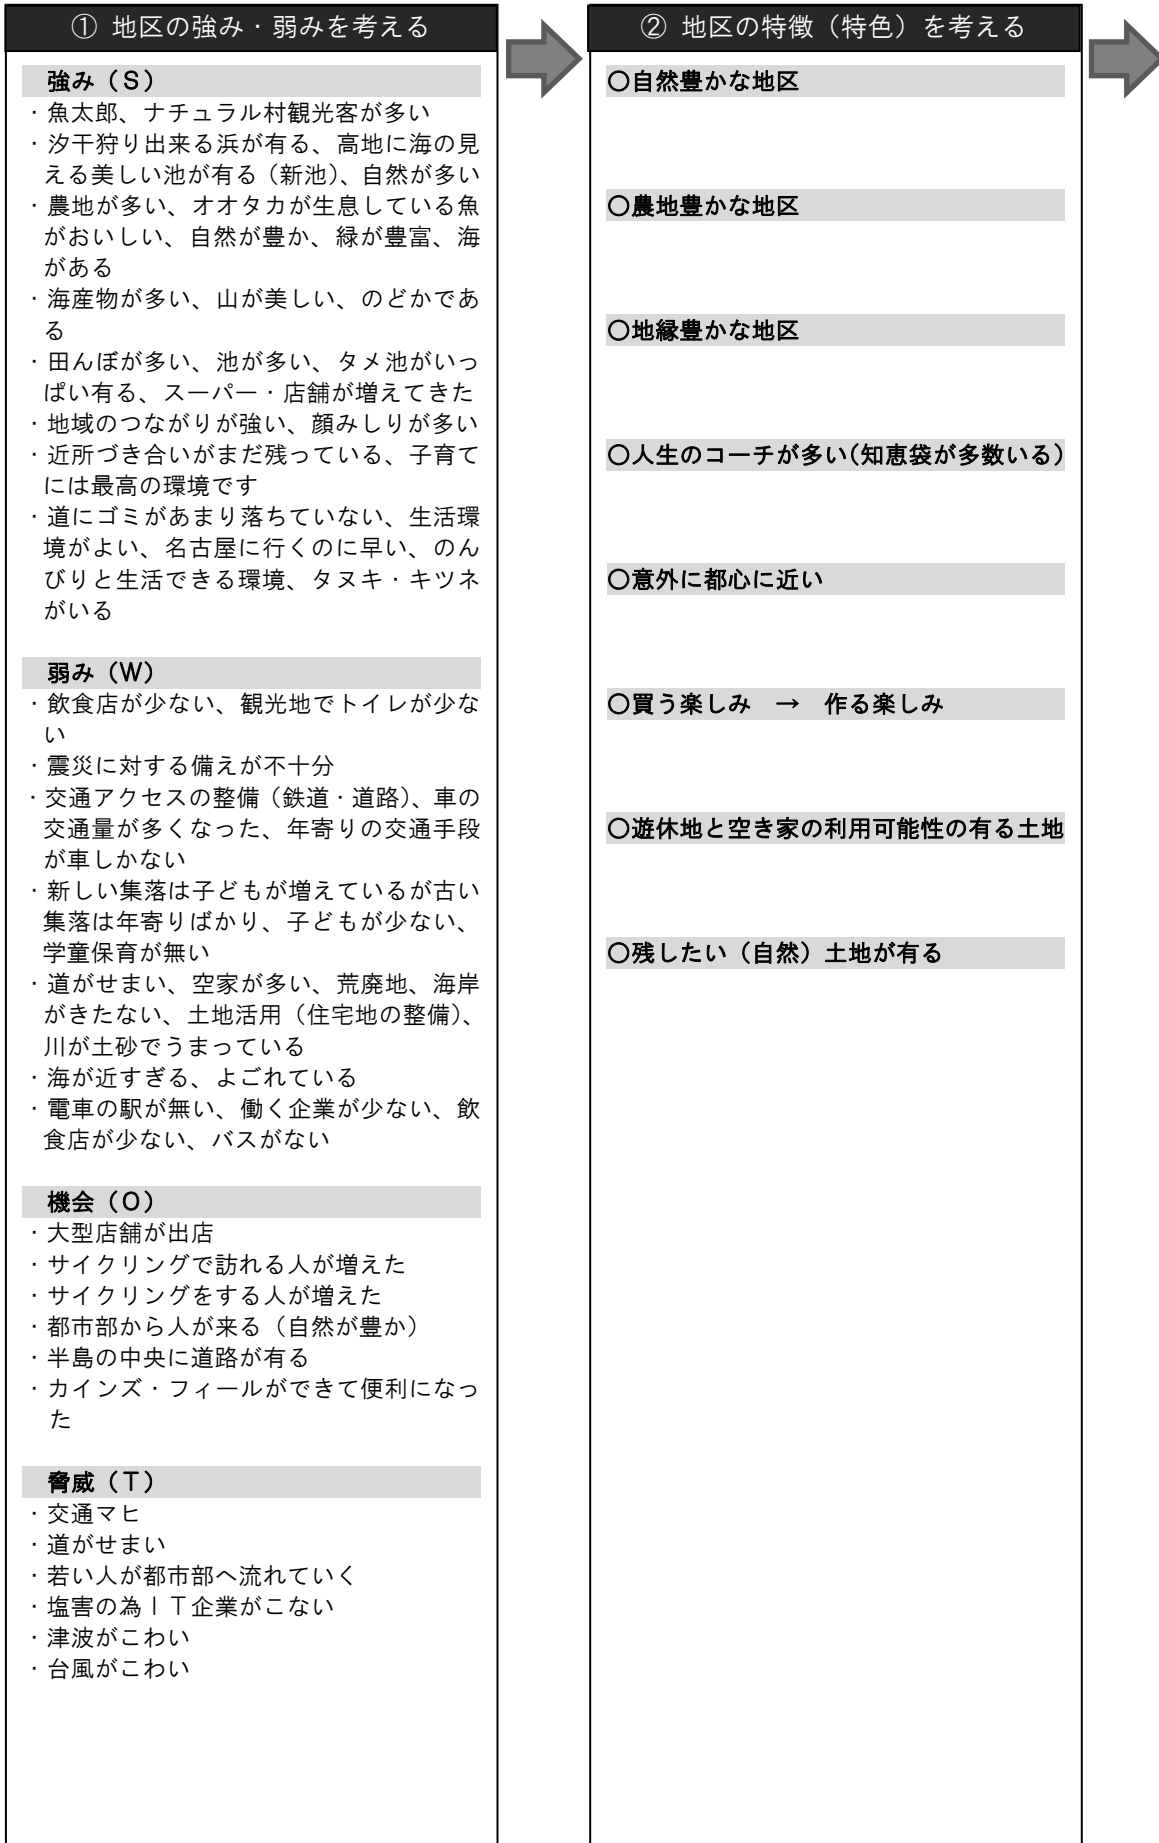 ① 地区の強み・弱みを考える
強み（S）
・魚太郎、ナチュラル村観光客が多い
・汐干狩り出来る浜が有る、高地に海の見
える美しい池が有る（新池）、自然が多い
・農地が多い、オオタカが生息している魚
がおいしい、自然が豊か、緑が豊富、海
がある
・海産物が多い、山が美しい、のどかであ
る
・田んぼが多い、池が多い、タメ池がいっ
ぱい有る、スーパー・店舗が増えてきた
・地域のつながりが強い、顔みしりが多い
・近所づき合いがまだ残っている、子育て
には最高の環境です
・道にゴミがあまり落ちていない、生活環
境がよい、名古屋に行くのに早い、のん
びりと生活できる環境、タヌキ・キツネ
がいる
弱み（W）
・飲食店が少ない、観光地でトイレが少な
い
・震災に対する備えが不十分
・交通アクセスの整備（鉄道・道路）、車の
交通量が多くなった、年寄りの交通手段
が車しかない
・新しい集落は子どもが増えているが古い
集落は年寄りばかり、子どもが少ない、
学童保育が無い
・道がせまい、空家が多い、荒廃地、海岸
がきたない、土地活用（住宅地の整備）、
川が土砂でうまっている
・海が近すぎる、よごれている
・電車の駅が無い、働く企業が少ない、飲
食店が少ない、バスがない
機会（O）
・大型店舗が出店
・サイクリングで訪れる人が増えた
・サイクリングをする人が増えた
・都市部から人が来る（自然が豊か）
・半島の中央に道路が有る
・カインズ・フィールができて便利になっ
た
脅威（T）
・交通マヒ
・道がせまい
・若い人が都市部へ流れていく
・塩害の為ＩＴ企業がこない
・津波がこわい
・台風がこわい
② 地区の特徴（特色）を考える
○自然豊かな地区
○農地豊かな地区
○地縁豊かな地区
○人生のコーチが多い（知恵袋が多数いる）
○意外に都心に近い
○買う楽しみ　→　作る楽しみ
○遊休地と空き家の利用可能性の有る土地
○残したい（自然）土地が有る